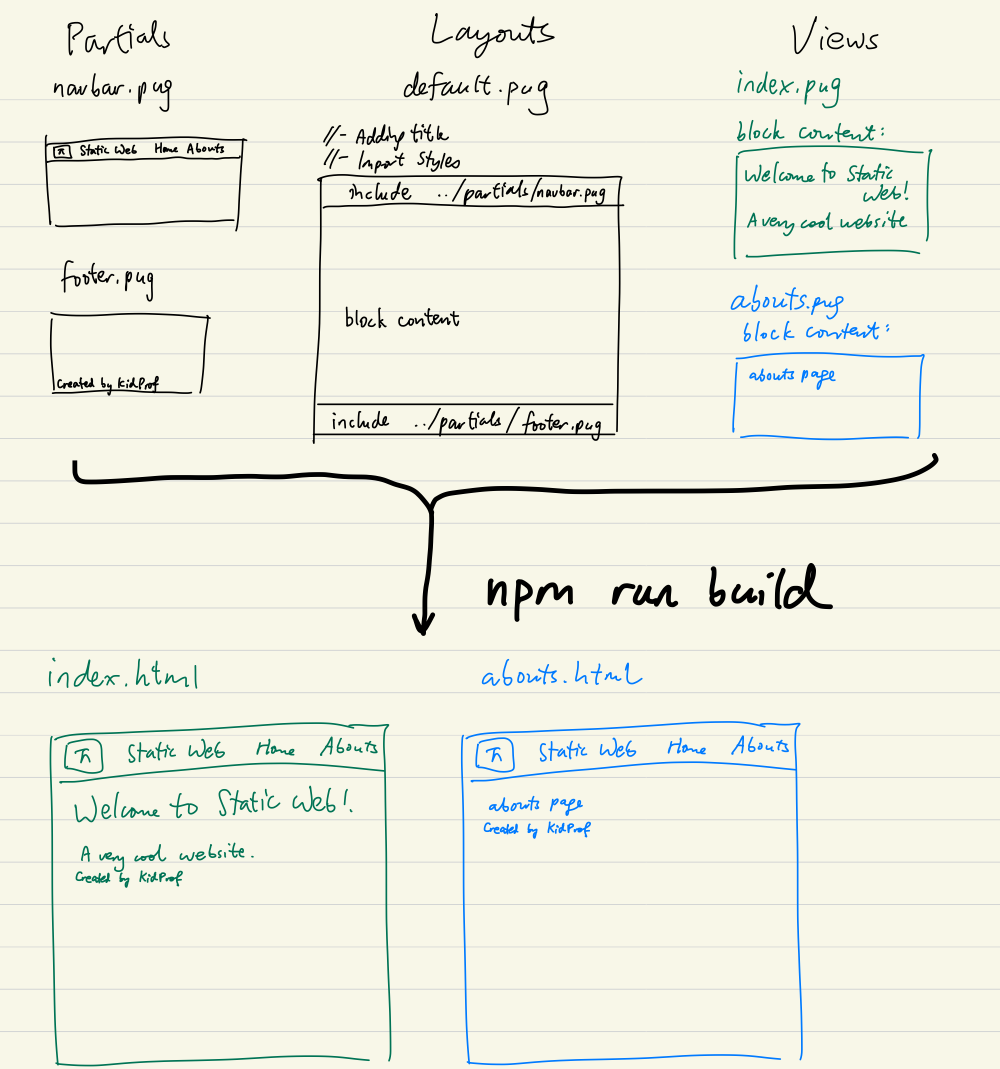 Partials
navbar.pug
π Static Web Home Abouts
footer.pug
Created by KidProf
Layouts
default.pug
//- Adding title
//- Import Styles
include ../partials/navbar.pug
block content
include ../partials/footer.pug
Views
index.pug
block content:
Welcome to Static
Web!
A very cool website
abouts.pug
block content:
abouts page
npm run build
index.html
π Static Web Home Abouts
Welcome to Static Web!
A very cool website.
Created by KidProf
abouts.html
π Static Web Home Abouts
abouts page
Created by KidProf